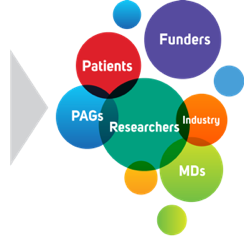 Funders
Patients
PAGs
Researchers
Industry
MDs